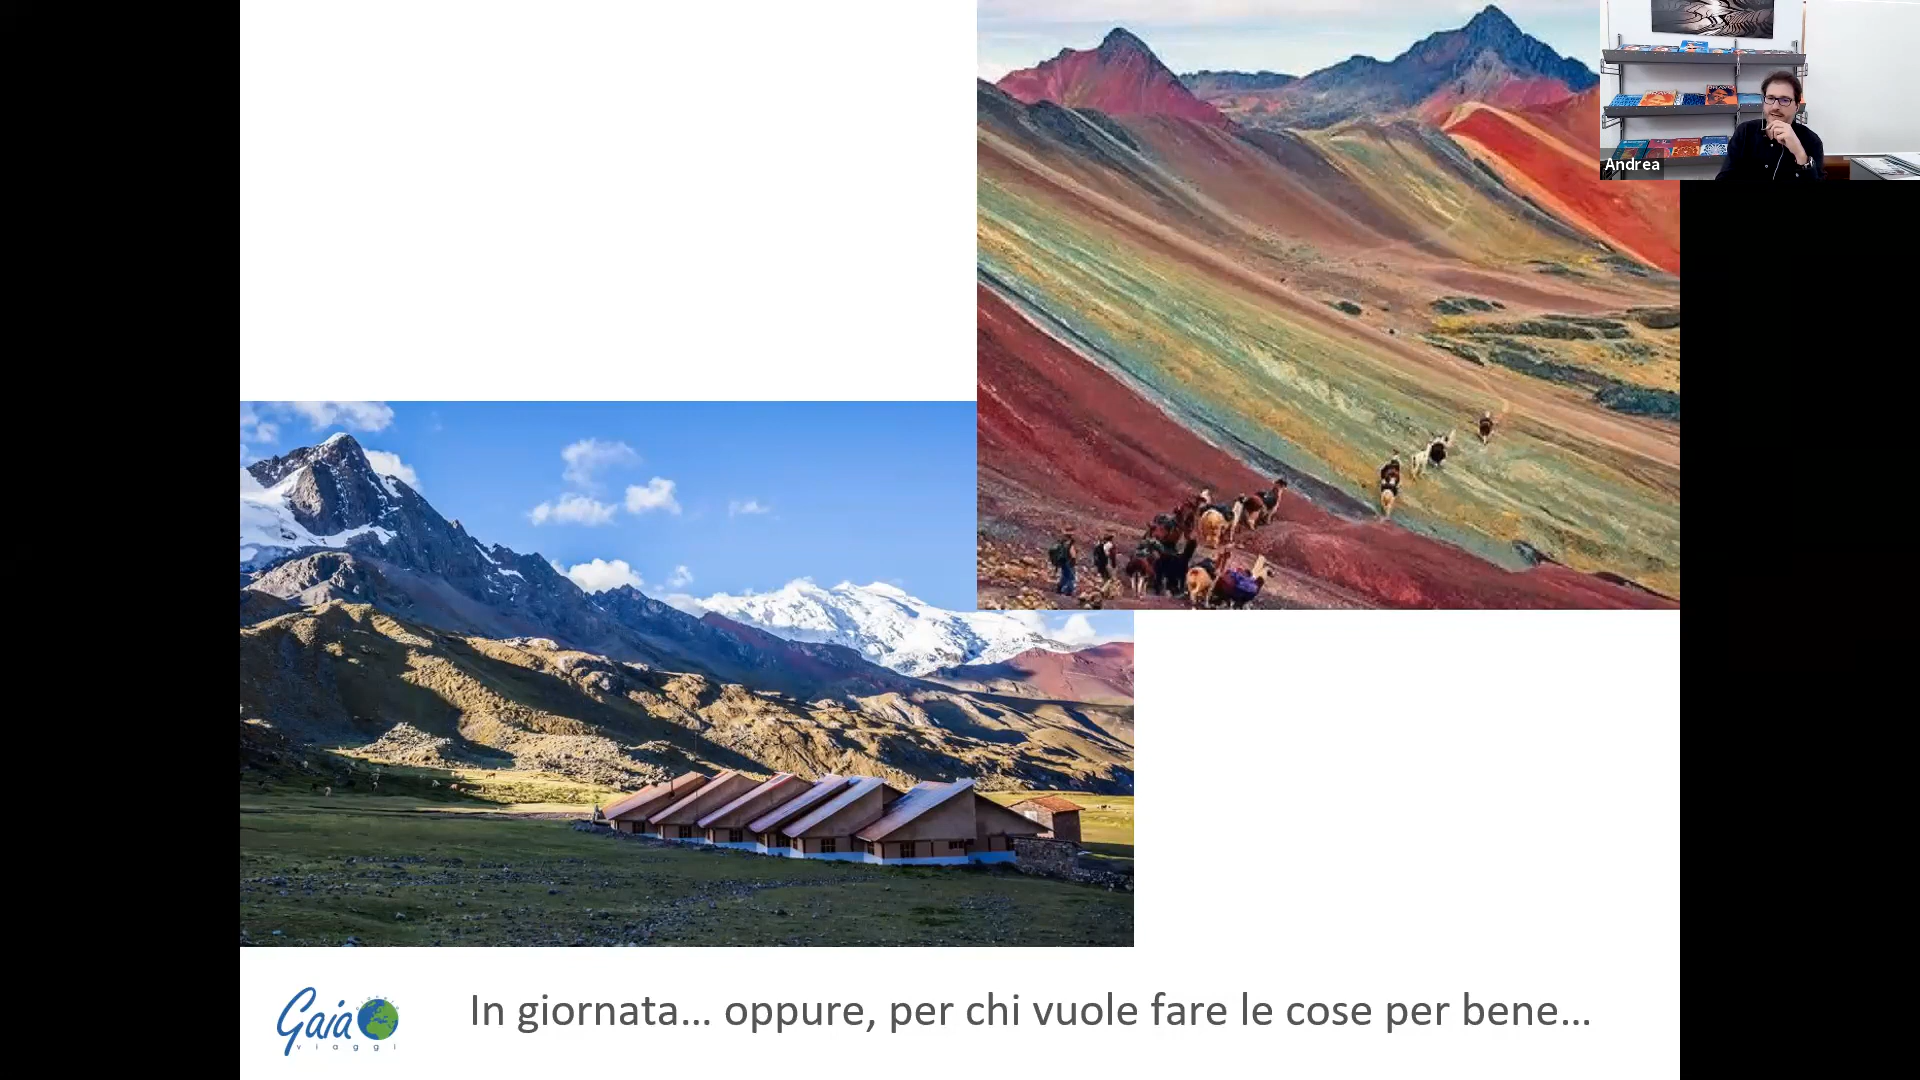 Andrea
Gaia
viaggi
In giornata... oppure, per chi vuole fare le cose per bene...